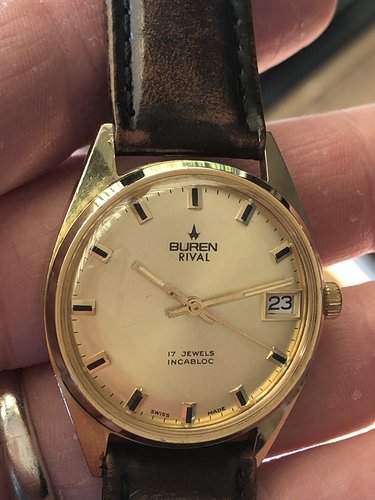 BUREN
RIVAL
23
17 JEWELS
INCABLOC
SWISS MADE